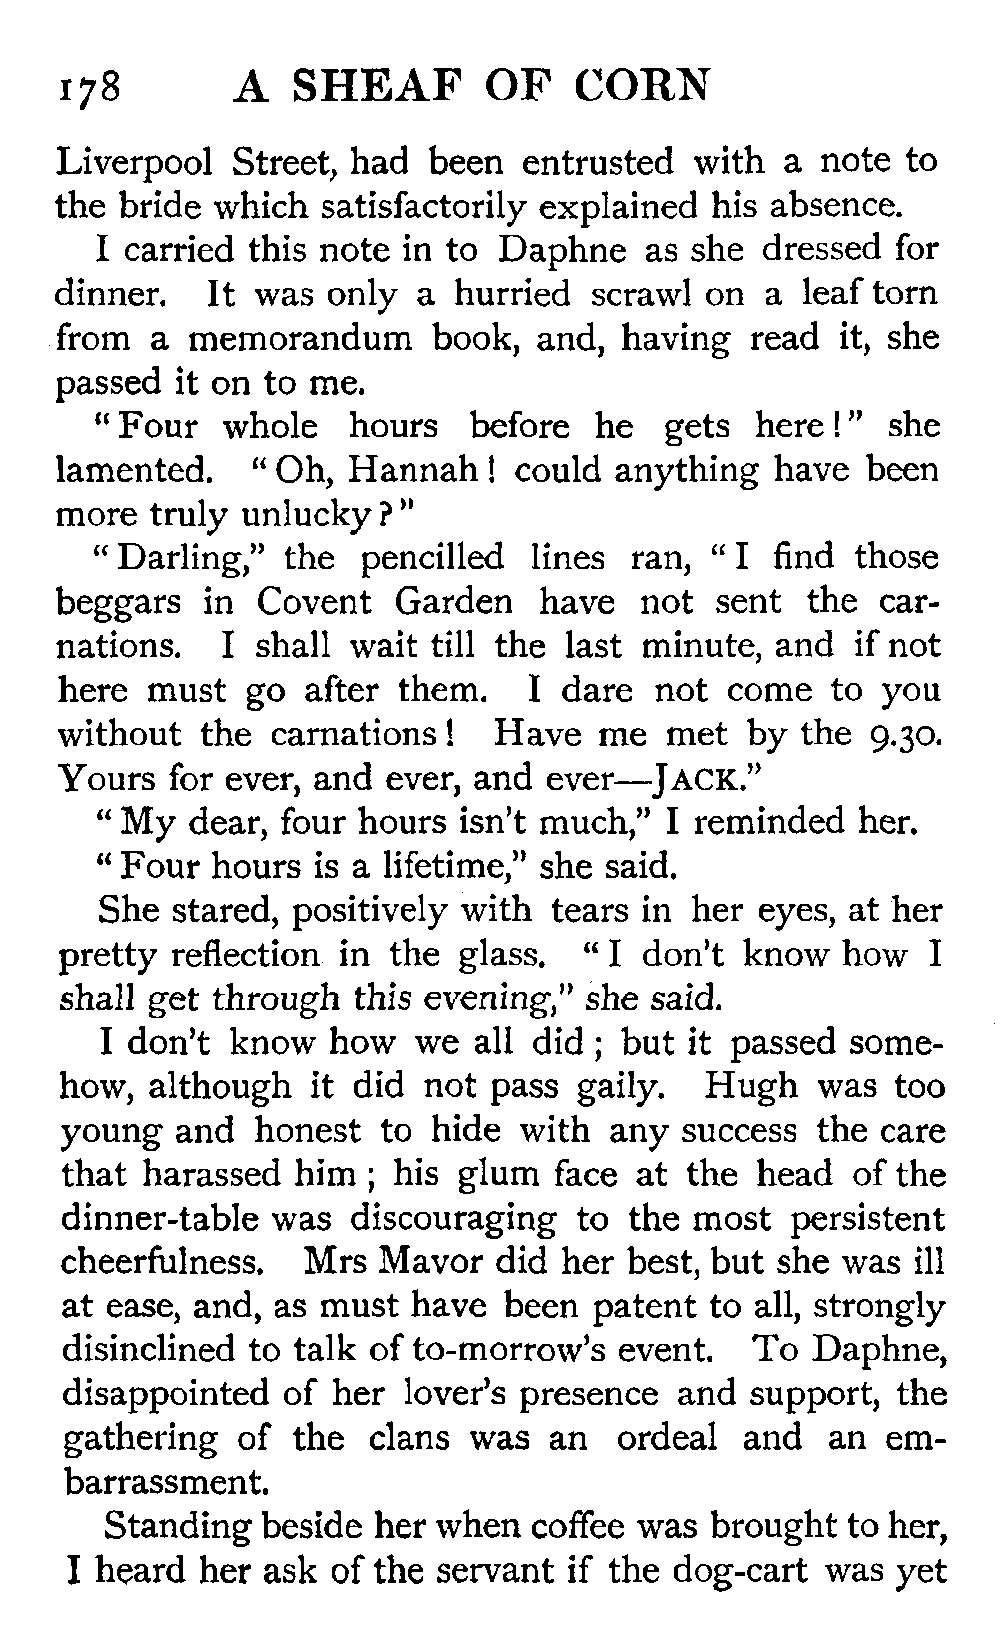 178 A SHEAF OF CORN
Liverpool Street, had been entrusted with a note to
the bride which satisfactorily explained his absence.
I carried this note in to Daphne as she dressed for
dinner. It was only a hurried scrawl on a leaf torn
from a memorandum book, and, having read it, she
passed it on to me.
“Four whole hours before he gets here!” she
lamented. “Oh, Hannah! could anything have been
more truly unlucky?”
“Darling,” the pencilled lines ran, “I find those
beggars in Covent Garden have not sent the car-
nations. I shall wait till the last minute, and if not
here must go after them. I dare not come to you
without the carnations! Have me met by the 9.30.
Yours for ever, and ever, and ever—JACK.”
“My dear, four hours isn't much,” I reminded her.
“Four hours is a lifetime,” she said.
She stared, positively with tears in her eyes, at her
pretty reflection in the glass. “I don't know how I
shall get through this evening,” she said.
I don't know how we all did; but it passed some-
how, although it did not pass gaily. Hugh was too
young and honest to hide with any success the care
that harassed him; his glum face at the head of the
dinner-table was discouraging to the most persistent
cheerfulness. Mrs Mavor did her best, but she was ill
at ease, and, as must have been patent to all, strongly
disinclined to talk of to-morrow's event. To Daphne,
disappointed of her lover's presence and support, the
gathering of the clans was an ordeal and an em-
barrassment.
Standing beside her when coffee was brought to her,
I heard her ask of the servant if the dog-cart was yet